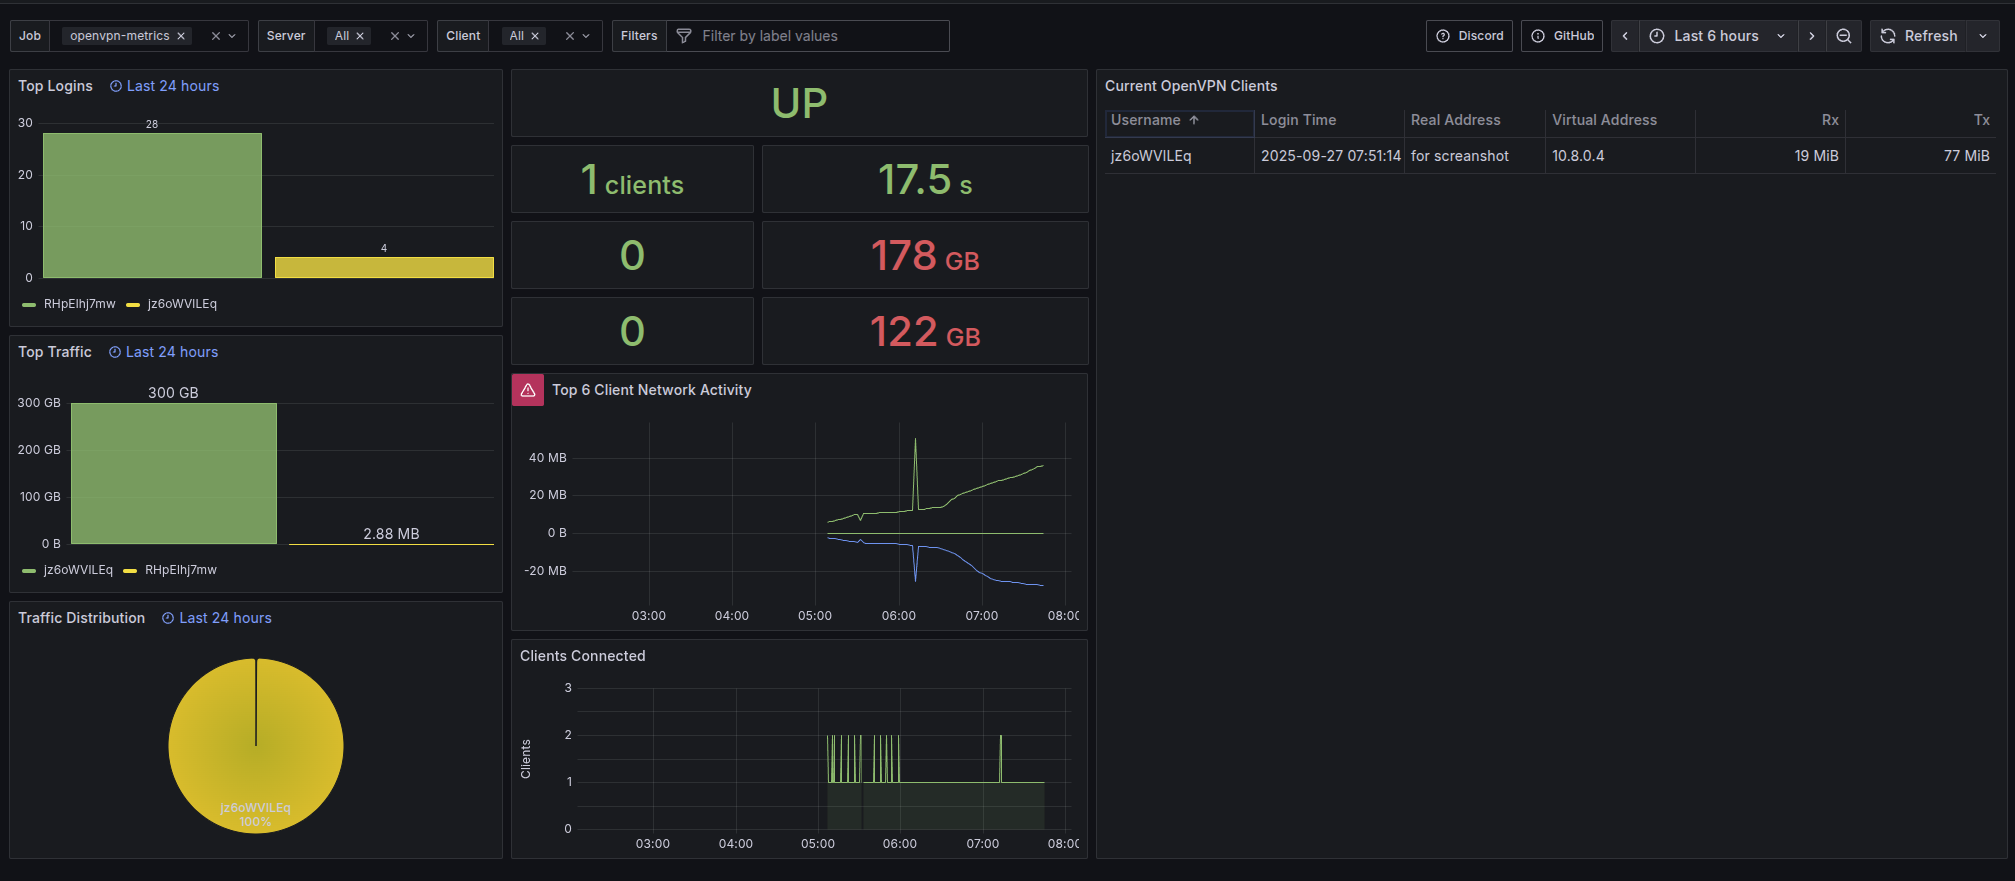 Job openvpn-metrics Server All Client All Filters Filter by label values Discord GitHub Last 6 hours Refresh
Top Logins Last 24 hours
30
28
20
10
4
0
RHpElhj7mw jz6oWVILEq
Top Traffic Last 24 hours
300 GB
300 GB
200 GB
100 GB
2.88 MB
0 B
jz6oWVILEq RHpElhj7mw
Traffic Distribution Last 24 hours
jz6oWVILEq
100%
UP
1 clients
17.5 s
0
178 GB
0
122 GB
Top 6 Client Network Activity
40 MB
20 MB
0 B
-20 MB
03:00 04:00 05:00 06:00 07:00 08:00
Clients Connected
Clients
3
2
1
0
03:00 04:00 05:00 06:00 07:00 08:00
Current OpenVPN Clients
Username Login Time Real Address Virtual Address Rx Tx
jz6oWVILEq 2025-09-27 07:51:14 for screanshot 10.8.0.4 19 MiB 77 MiB